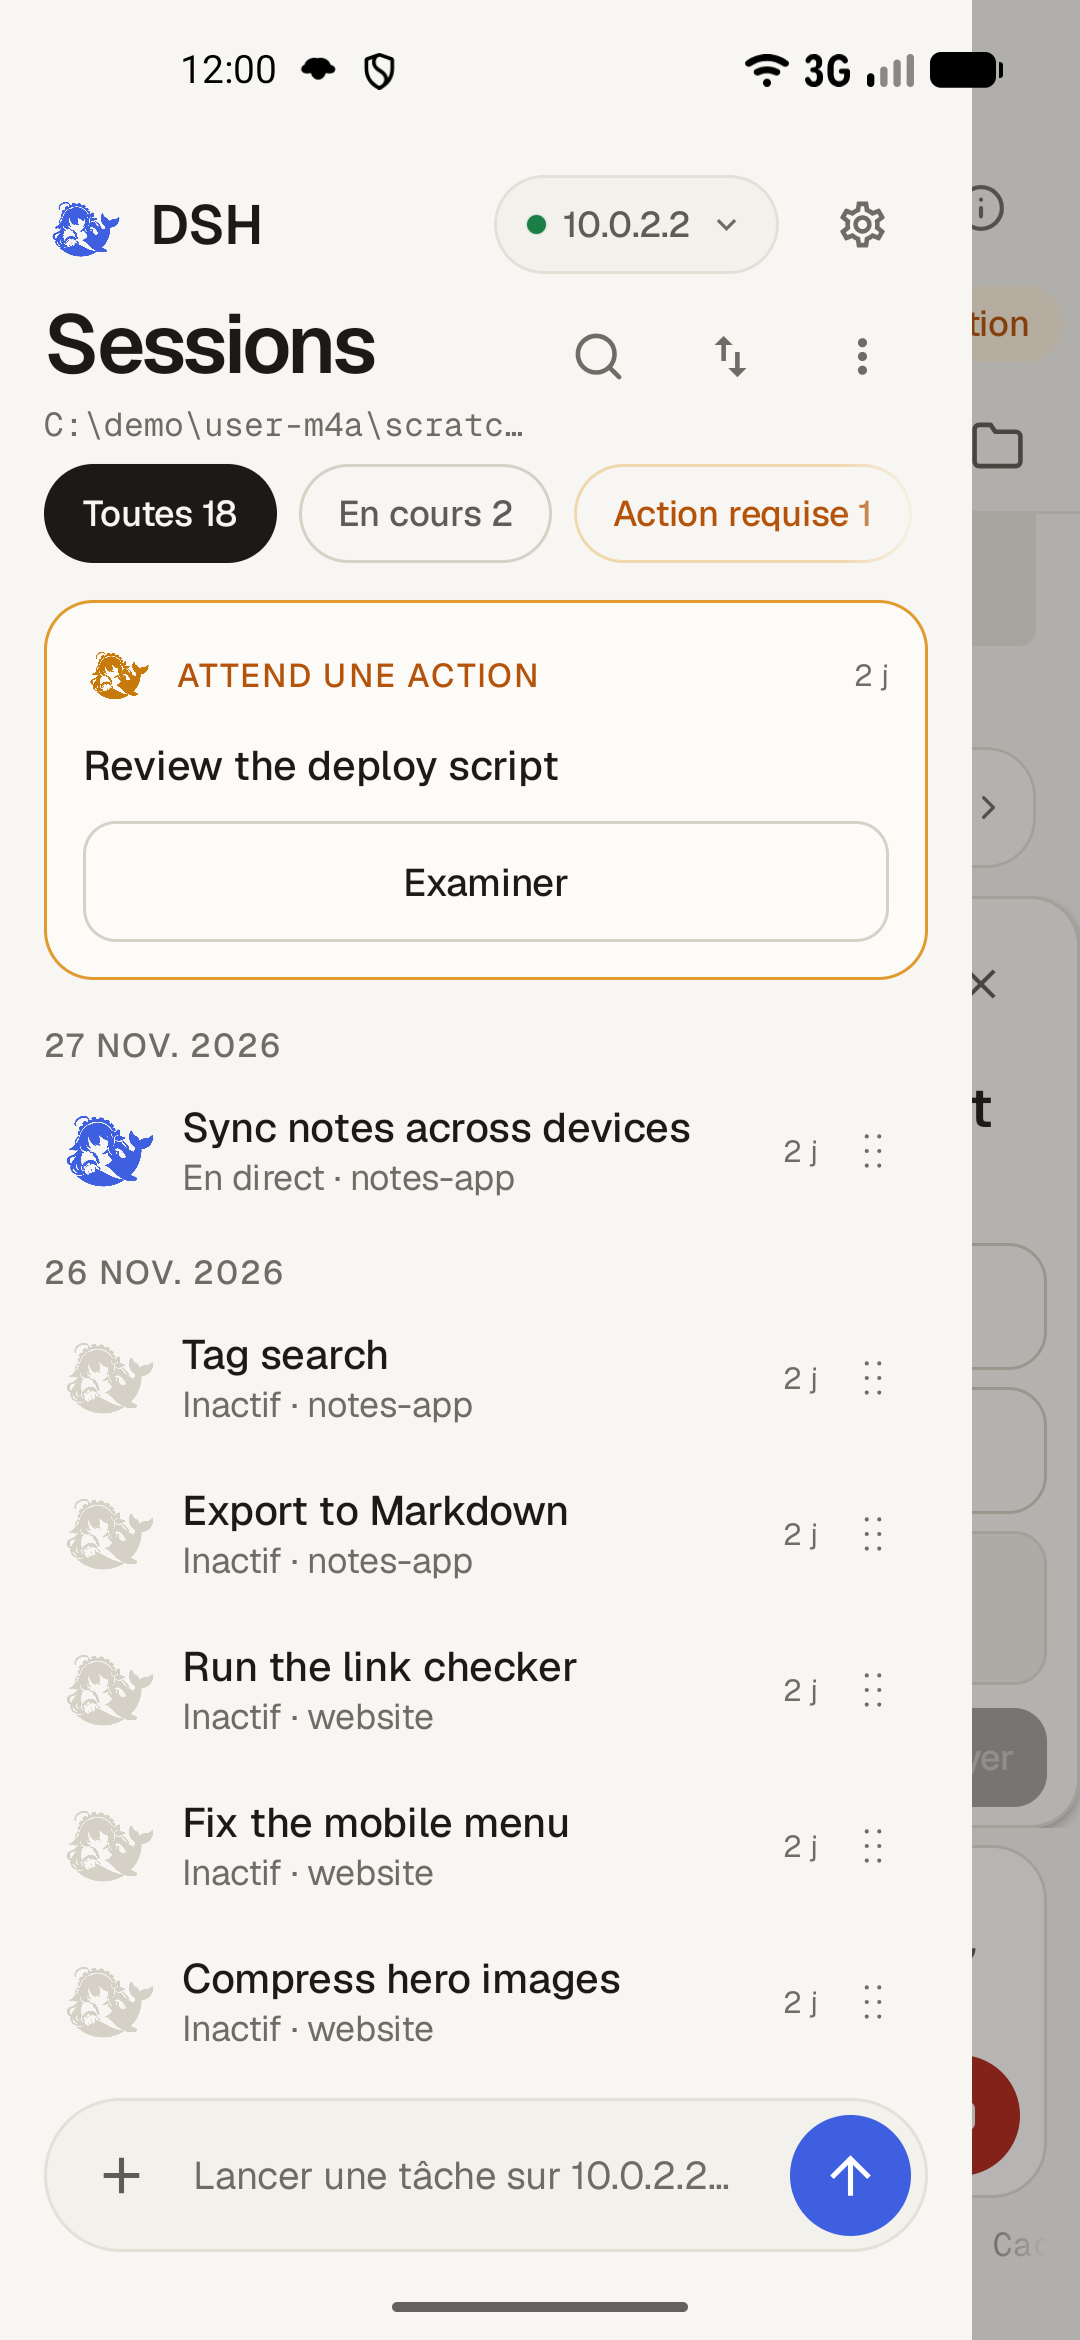 12:00
3G
DSH
10.0.2.2
Sessions
C:\demo\user-m4a\scratc…
Toutes 18
En cours 2
Action requise 1
tion
ATTEND UNE ACTION
2 j
Review the deploy script
Examiner
27 NOV. 2026
Sync notes across devices
2 j
En direct · notes-app
t
26 NOV. 2026
Tag search
2 j
Inactif · notes-app
Export to Markdown
2 j
Inactif · notes-app
Run the link checker
2 j
Inactif · website
yer
Fix the mobile menu
2 j
Inactif · website
Compress hero images
2 j
Inactif · website
Lancer une tâche sur 10.0.2.2...
Cac